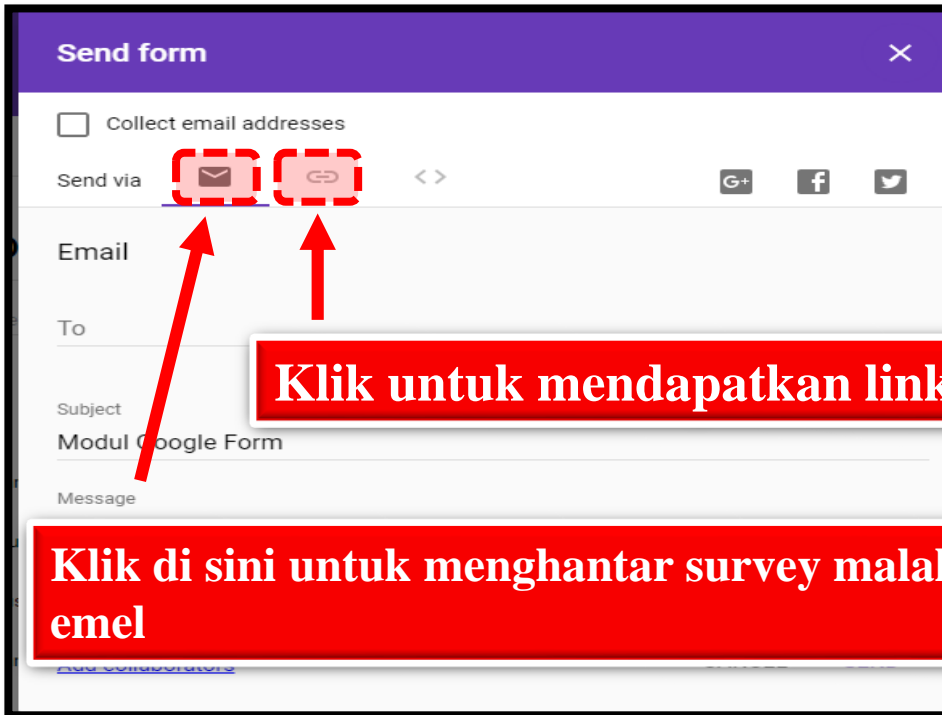 Send form
Collect email addresses
Send via
G+ f
Email
To
Klik untuk mendapatkan link
Subject
Modul Google Form
Message
Klik di sini untuk menghantar survey
emel
Add collaborators